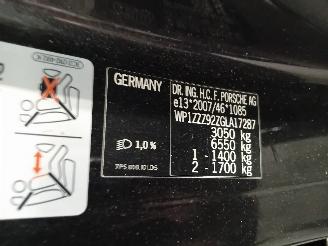 GERMANY
DR. ING. H.C. F. PORSCHE AG
e13*2007/46*1085
WP1ZZZ92ZGLA17287
3050 kg
6550 kg
1 - 1400 kg
2 - 1700 kg
1,0 %